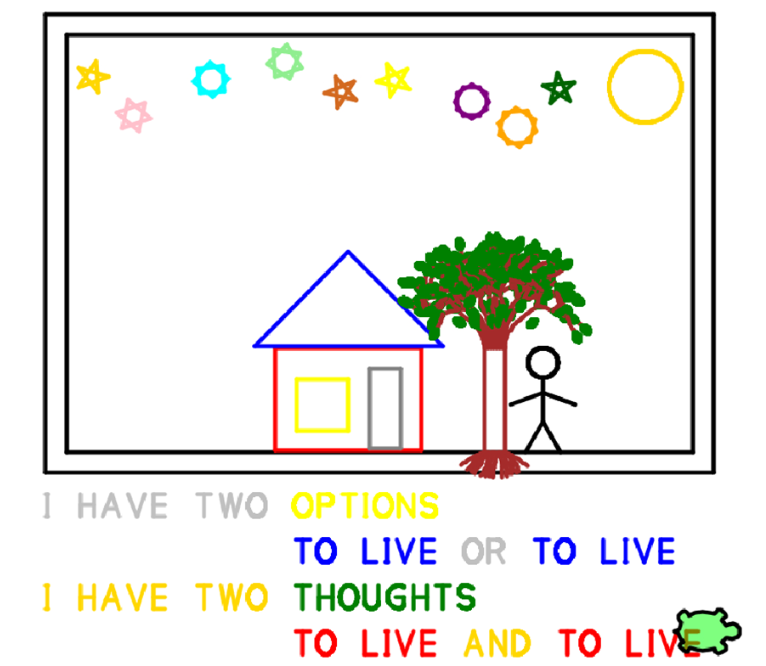 I HAVE TWO OPTIONS
TO LIVE OR TO LIVE
I HAVE TWO THOUGHTS
TO LIVE AND TO LIVE